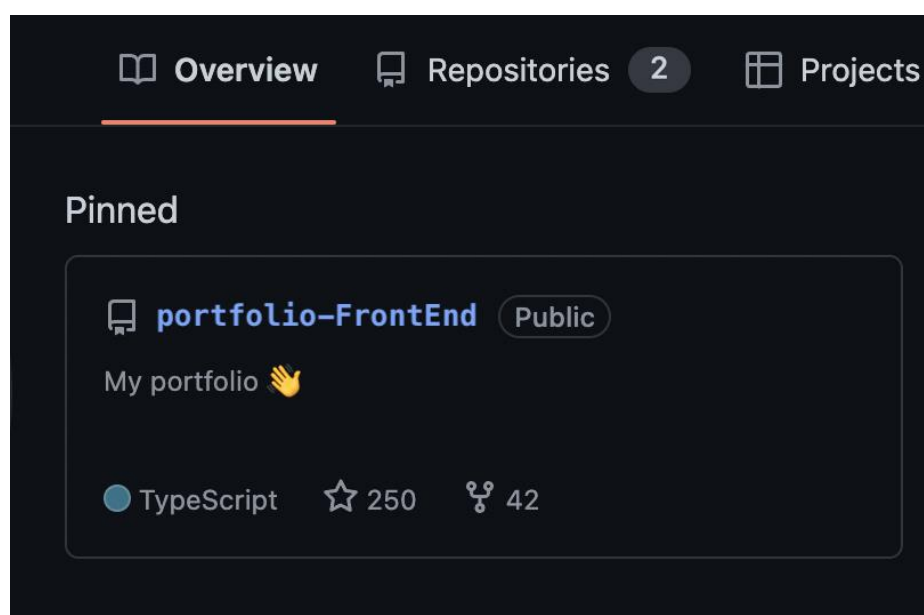 Overview Repositories 2 Projects
Pinned
portfolio-FrontEnd Public
My portfolio 👋
TypeScript 250 42